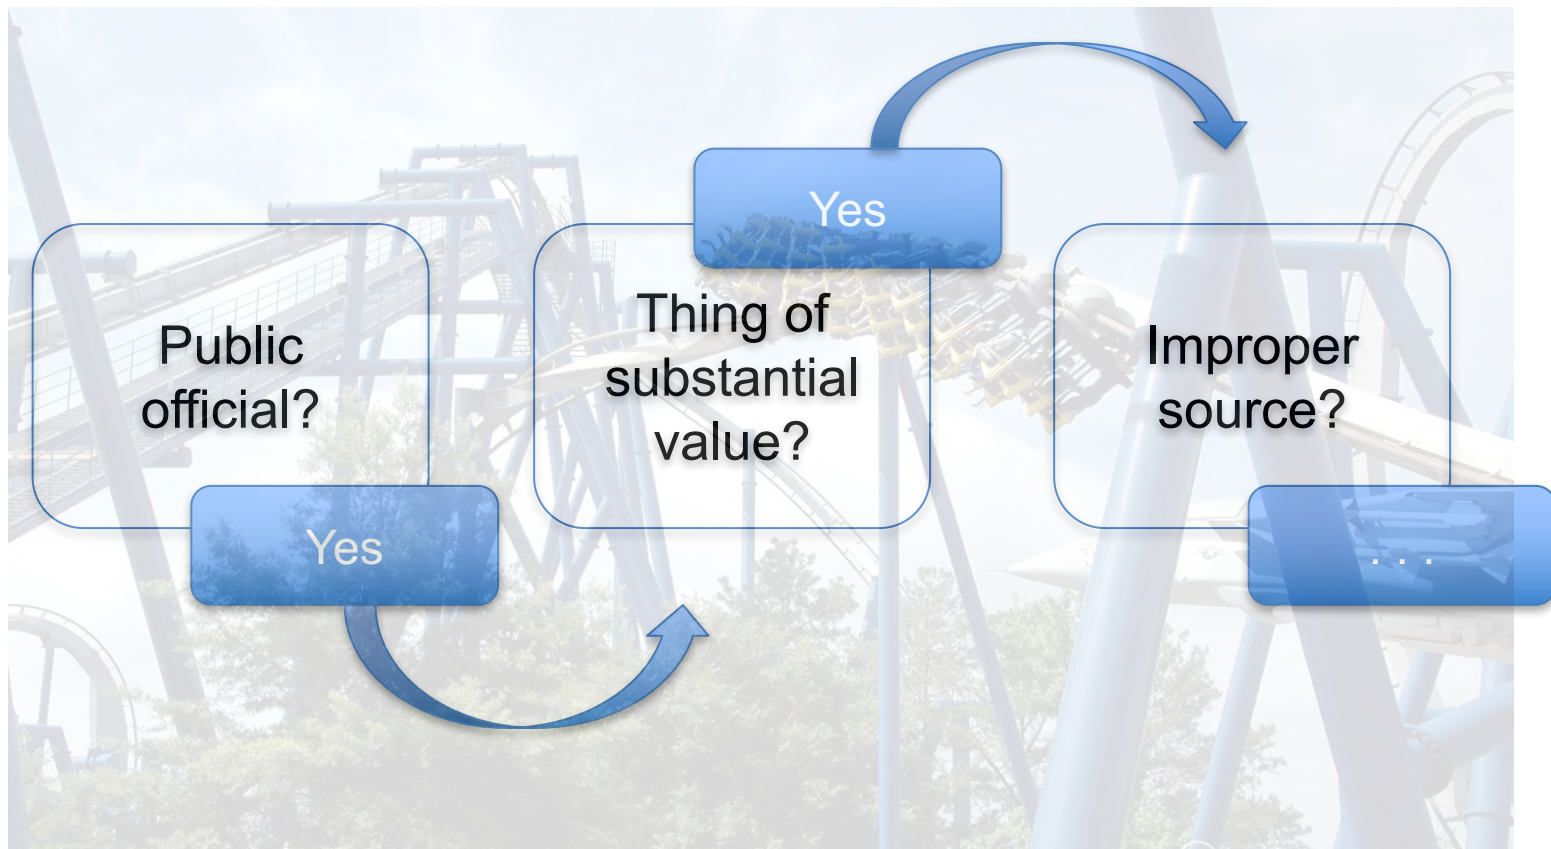 Public
official?
Yes
Thing of
substantial
value?
Yes
Improper
source?
...